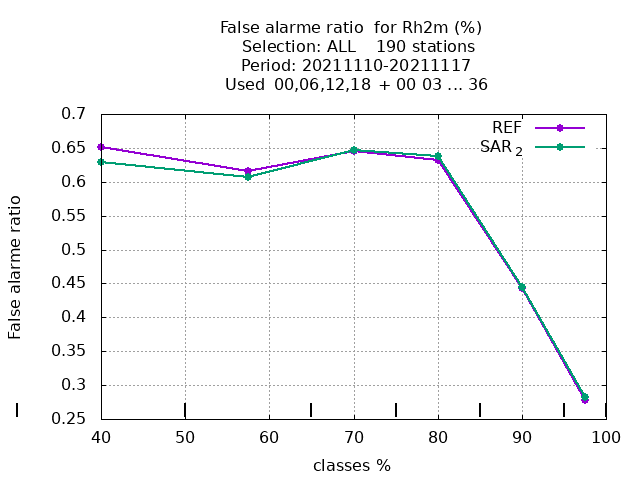 False alarme ratio  for Rh2m (%)
Selection: ALL    190 stations
Period: 20211110-20211117
Used  00,06,12,18  + 00 03 ... 36
REF
SAR 2
0.7
0.65
0.6
0.55
0.5
0.45
0.4
0.35
0.3
0.25
False alarme ratio
40 50 60 70 80 90 100
classes %